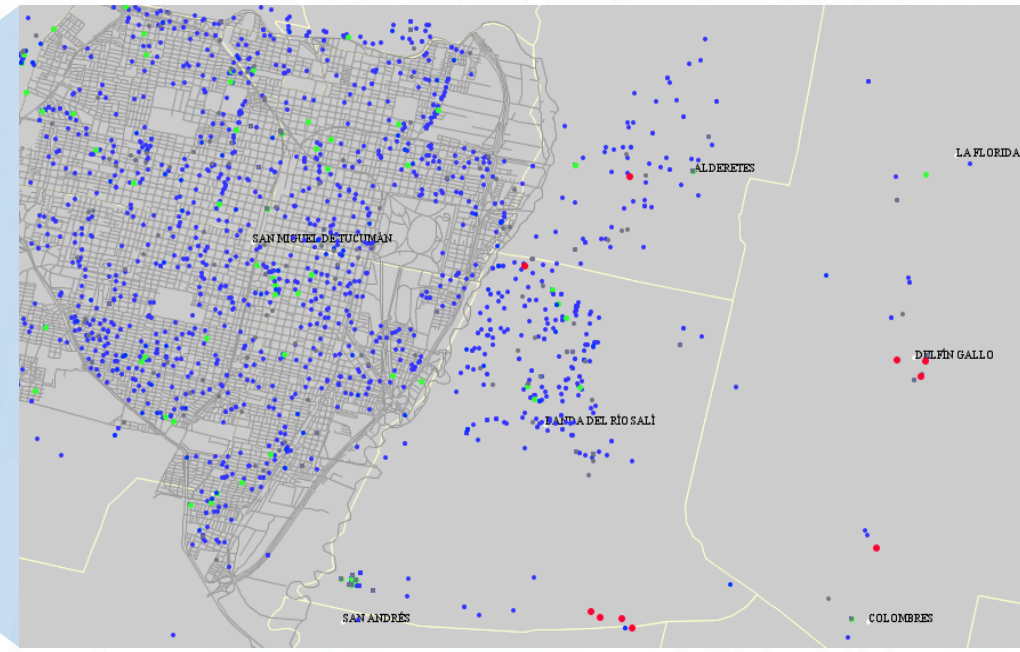 LA FLORIDA
ALDERETES
SAN MIGUEL DE TUCUMÁN
DELFÍN GALLO
BANDA DEL RÍO SALÍ
SAN ANDRÉS
COLOMBRES